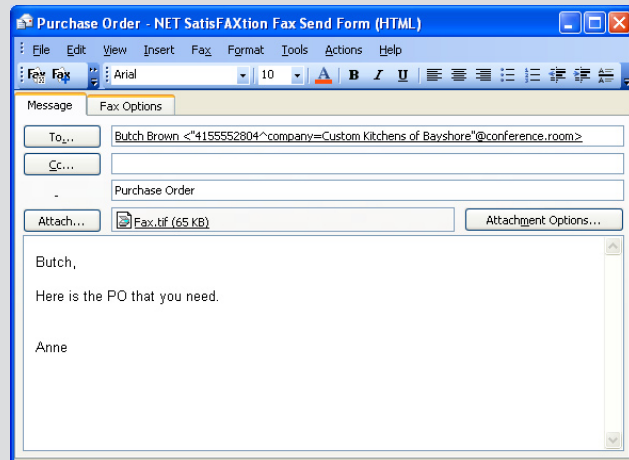 Purchase Order - NET SatisFAXtion Fax Send Form (HTML)
File Edit View Insert Fax Format Tools Actions Help
Fax Fax Arial 10 A B I U
Message Fax Options
To... Butch Brown <"4155552804^company=Custom Kitchens of Bayshore"@conference.room>
Cc...
- Purchase Order
Attach... Fax.tif (65 KB) Attachment Options...
Butch,
Here is the PO that you need.
Anne